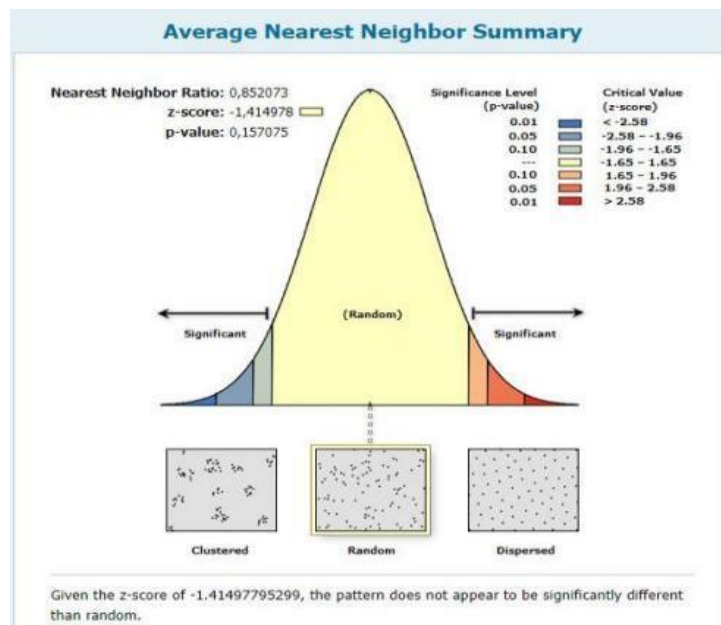 Average Nearest Neighbor Summary
Nearest Neighbor Ratio: 0,852073
z-score: -1,414978
p-value: 0,157075
Significance Level
(p-value)
Critical Value
(z-score)
0.01 < -2.58
0.05 -2.58 - -1.96
0.10 -1.96 - -1.65
--- -1.65 - 1.65
0.10 1.65 - 1.96
0.05 1.96 - 2.58
0.01 > 2.58
(Random)
Significant
Significant
Clustered
Random
Dispersed
Given the z-score of -1.41497795299, the pattern does not appear to be significantly different
than random.